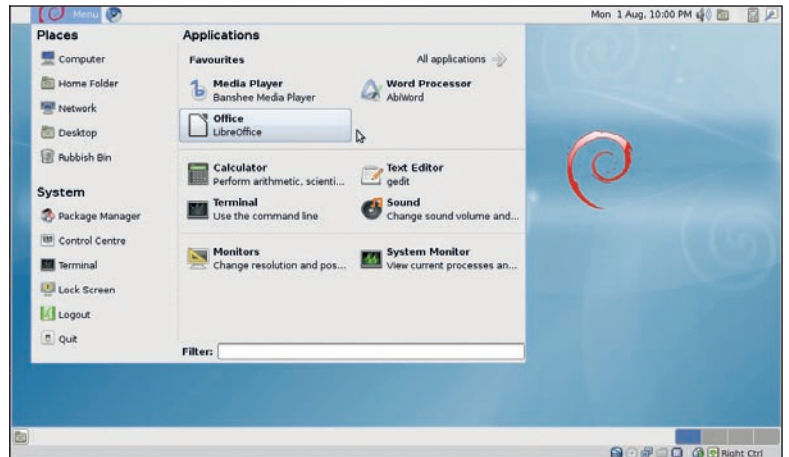 Menu
Mon 1 Aug, 10:00 PM
Places
Computer
Home Folder
Network
Desktop
Rubbish Bin
System
Package Manager
Control Centre
Terminal
Lock Screen
Logout
Quit
Applications
Favourites
All applications
Media Player
Banshee Media Player
Word Processor
AbiWord
Office
LibreOffice
Calculator
Perform arithmetic, scienti...
Text Editor
gedit
Terminal
Use the command line
Sound
Change sound volume and...
Monitors
Change resolution and pos...
System Monitor
View current processes an...
Filter:
Right Ctrl